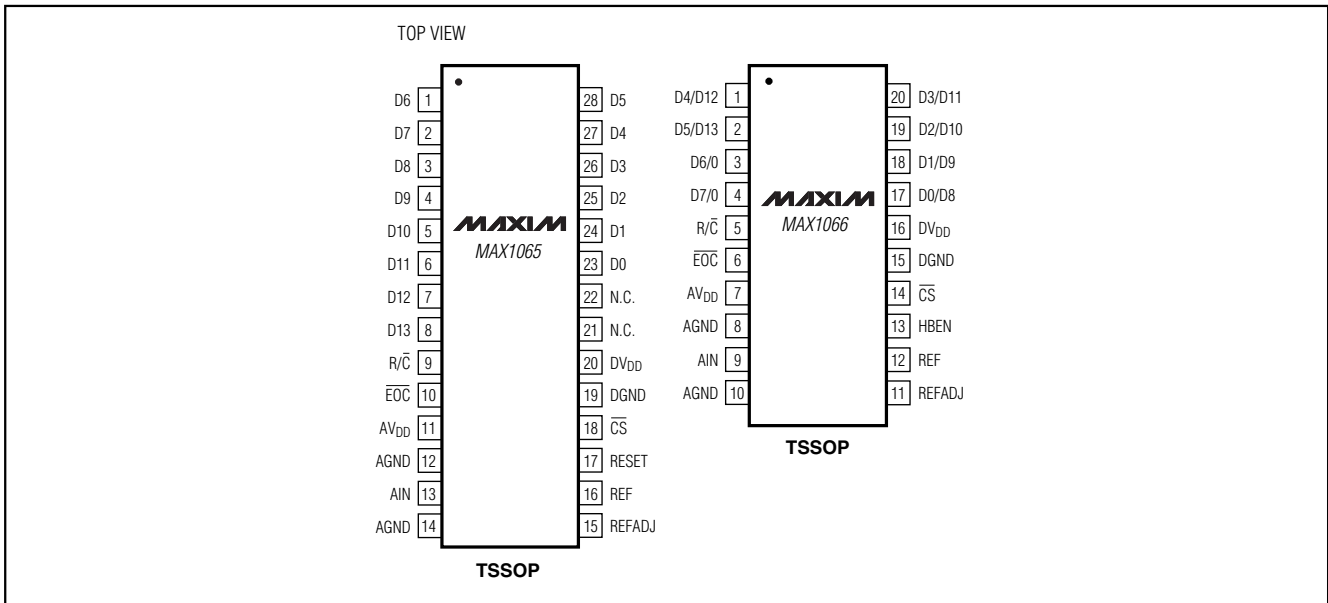 TOP VIEW
D6 1
D7 2
D8 3
D9 4
D10 5
D11 6
D12 7
D13 8
R/C̅ 9
E̅O̅C̅ 10
AVDD 11
AGND 12
AIN 13
AGND 14
MAXIM
MAX1065
28 D5
27 D4
26 D3
25 D2
24 D1
23 D0
22 N.C.
21 N.C.
20 DVDD
19 DGND
18 C̅S̅
17 RESET
16 REF
15 REFADJ
TSSOP
D4/D12 1
D5/D13 2
D6/0 3
D7/0 4
R/C̅ 5
E̅O̅C̅ 6
AVDD 7
AGND 8
AIN 9
AGND 10
MAXIM
MAX1066
20 D3/D11
19 D2/D10
18 D1/D9
17 D0/D8
16 DVDD
15 DGND
14 C̅S̅
13 HBEN
12 REF
11 REFADJ
TSSOP